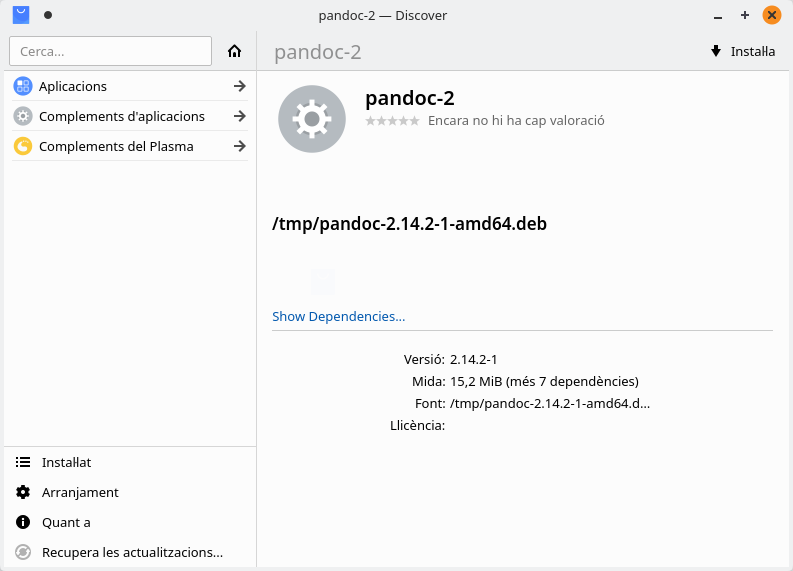 pandoc-2 — Discover
Cerca...
pandoc-2
Instal·la
Aplicacions
Complements d'aplicacions
Complements del Plasma
pandoc-2
Encara no hi ha cap valoració
/tmp/pandoc-2.14.2-1-amd64.deb
Show Dependencies...
Versió: 2.14.2-1
Mida: 15,2 MiB (més 7 dependències)
Font: /tmp/pandoc-2.14.2-1-amd64.d...
Llicència:
Instal·lat
Arranjament
Quant a
Recupera les actualitzacions...